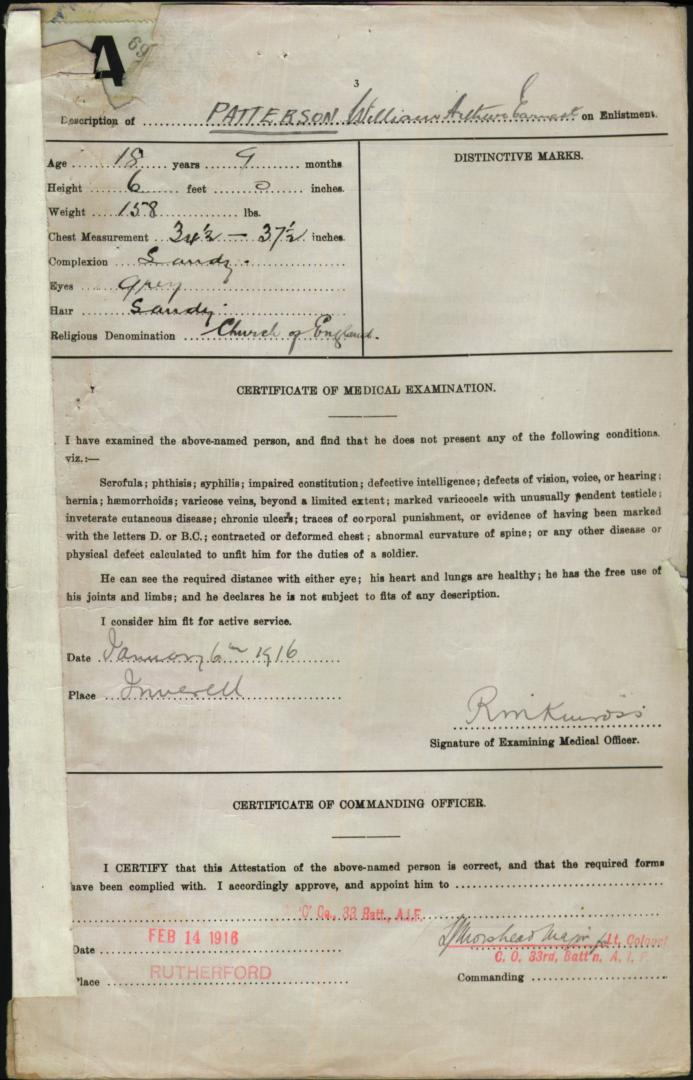 A 69
3
Description of PATTERSON William Arthur Earnest on Enlistment.
Age 18 years 9 months
Height 6 feet 0 inches.
Weight 158 lbs.
Chest Measurement 34½ — 37½ inches.
Complexion Sandy.
Eyes Grey
Hair Sandy.
Religious Denomination Church of England.
DISTINCTIVE MARKS.
CERTIFICATE OF MEDICAL EXAMINATION.
I have examined the above-named person, and find that he does not present any of the following conditions.
viz.:—
Scrofula; phthisis; syphilis; impaired constitution; defective intelligence; defects of vision, voice, or hearing;
hernia; hæmorrhoids; varicose veins, beyond a limited extent; marked varicocele with unusually pendent testicle;
inveterate cutaneous disease; chronic ulcers; traces of corporal punishment, or evidence of having been marked
with the letters D. or B.C.; contracted or deformed chest; abnormal curvature of spine; or any other disease or
physical defect calculated to unfit him for the duties of a soldier.
He can see the required distance with either eye; his heart and lungs are healthy; he has the free use of
his joints and limbs; and he declares he is not subject to fits of any description.
I consider him fit for active service.
Date January 6th 1916
Place Inverell
Signature of Examining Medical Officer.
CERTIFICATE OF COMMANDING OFFICER.
I CERTIFY that this Attestation of the above-named person is correct, and that the required forms
have been complied with. I accordingly approve, and appoint him to
Co., 33 Batt., A.I.F.
Date FEB 14 1916
Place RUTHERFORD
Morshead Major Lt. Colonel
C. O. 33rd, Batt'n, A. I. F.
Commanding